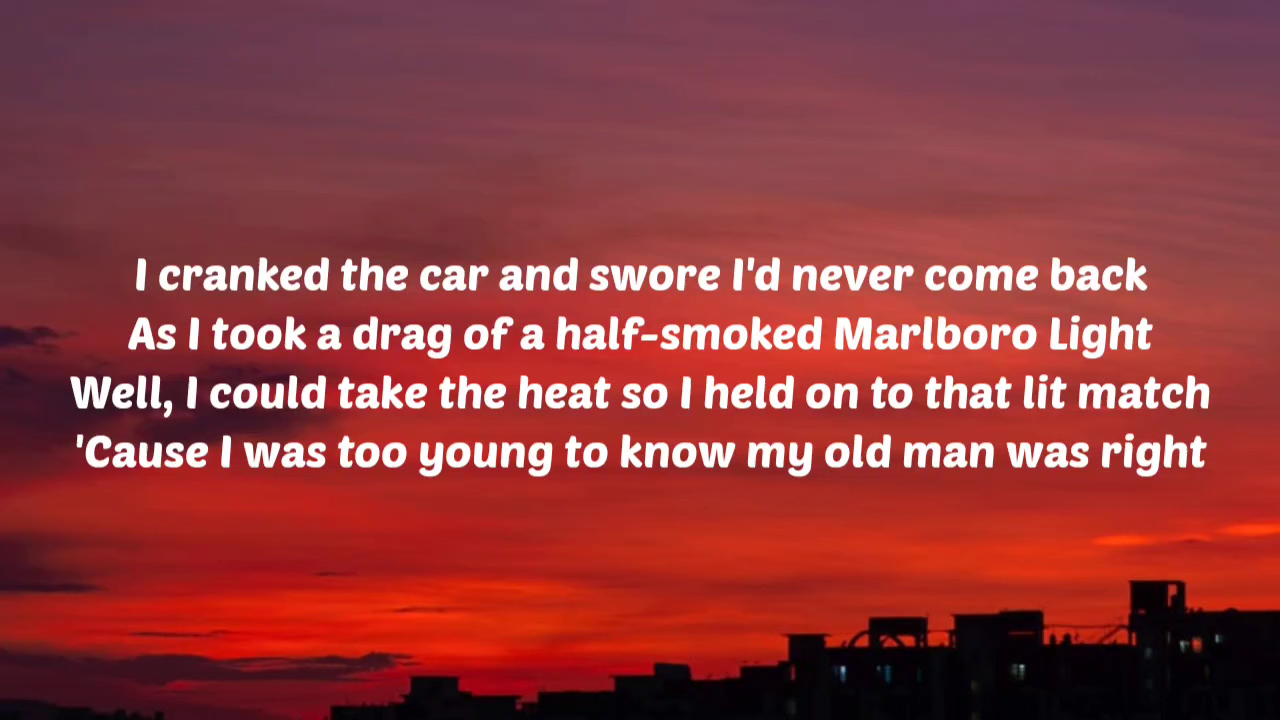 I cranked the car and swore I'd never come back
As I took a drag of a half-smoked Marlboro Light
Well, I could take the heat so I held on to that lit match
'Cause I was too young to know my old man was right